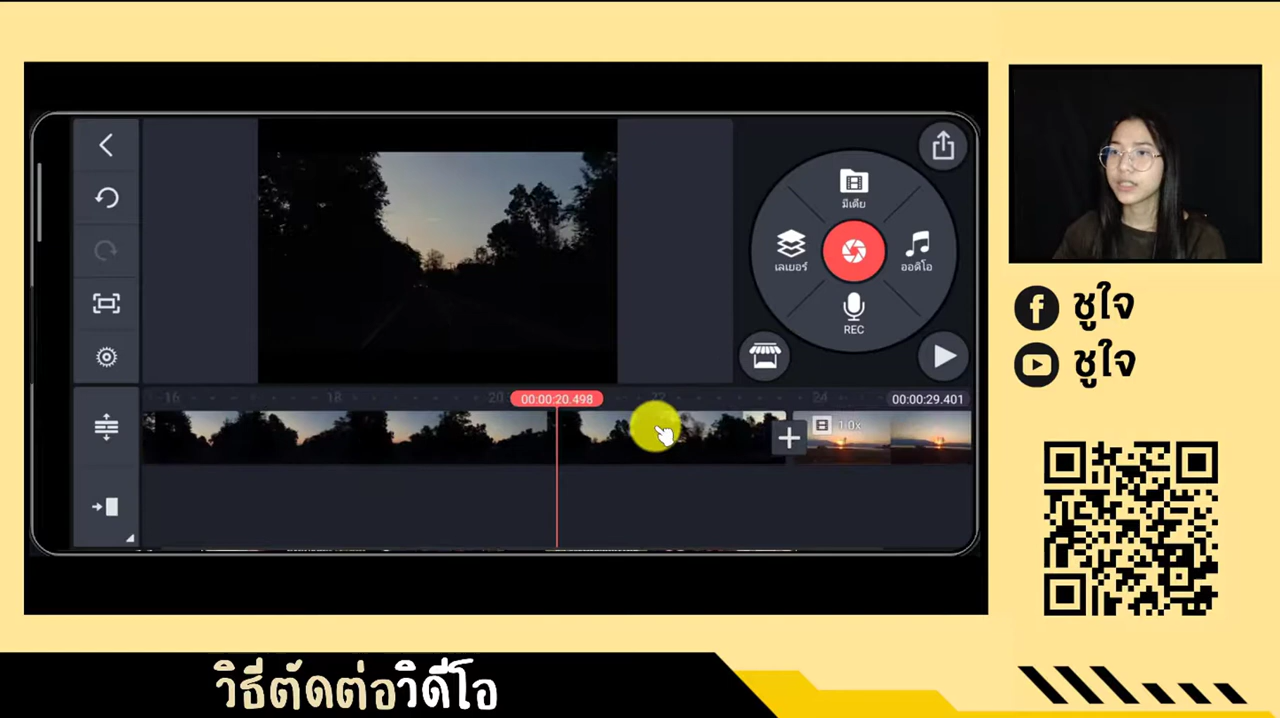 มีเดีย
เลเยอร์
ออดิโอ
REC
16
18
20
00:00:20.498
22
24
00:00:29.401
1.0x
ชูใจ
ชูใจ
วิธีตัดต่อวิดีโอ